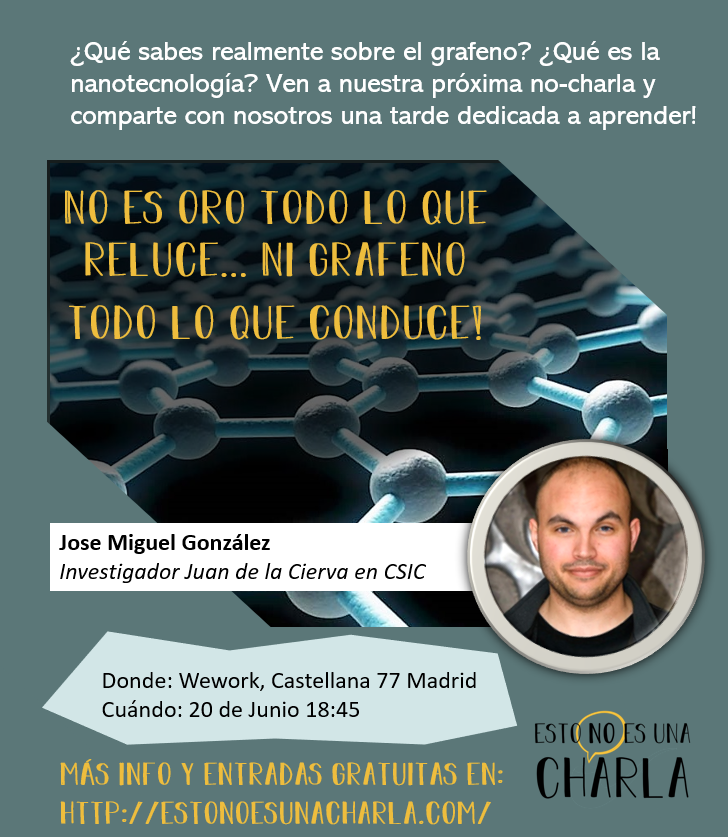 ¿Qué sabes realmente sobre el grafeno? ¿Qué es la
nanotecnología? Ven a nuestra próxima no-charla y
comparte con nosotros una tarde dedicada a aprender!
NO ES ORO TODO LO QUE
RELUCE... NI GRAFENO
TODO LO QUE CONDUCE!
Jose Miguel González
Investigador Juan de la Cierva en CSIC
Donde: Wework, Castellana 77 Madrid
Cuándo: 20 de Junio 18:45
ESTO NO ES UNA
CHARLA
MÁS INFO Y ENTRADAS GRATUITAS EN:
HTTP://ESTONOESUNACHARLA.COM/